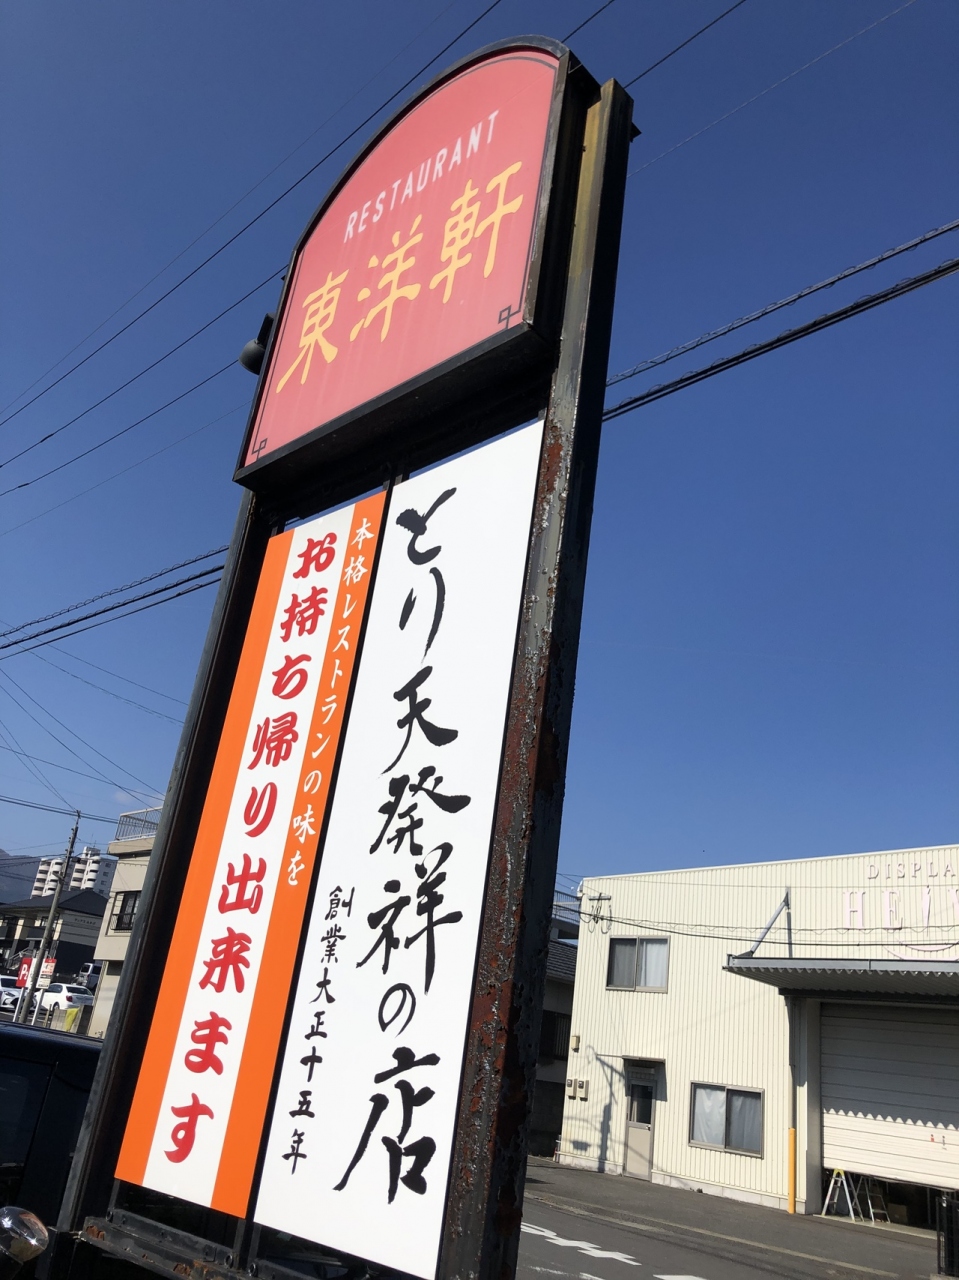 RESTAURANT
東洋軒
とり天発祥の店
創業大正十五年
本格レストランの味を
お持ち帰り出来ます
DISPLA